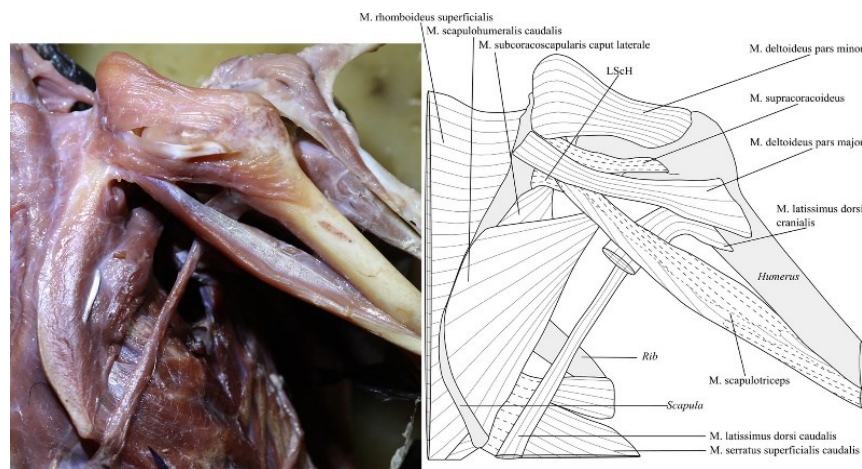 M. rhomboideus superficialis
M. scapulohumeralis caudalis
M. subcoracoscapularis caput laterale
LScH
M. deltoideus pars minor
M. supracoracoideus
M. deltoideus pars major
M. latissimus dorsi
cranialis
Humerus
Rib
M. scapulotriceps
Scapula
M. latissimus dorsi caudalis
M. serratus superficialis caudalis